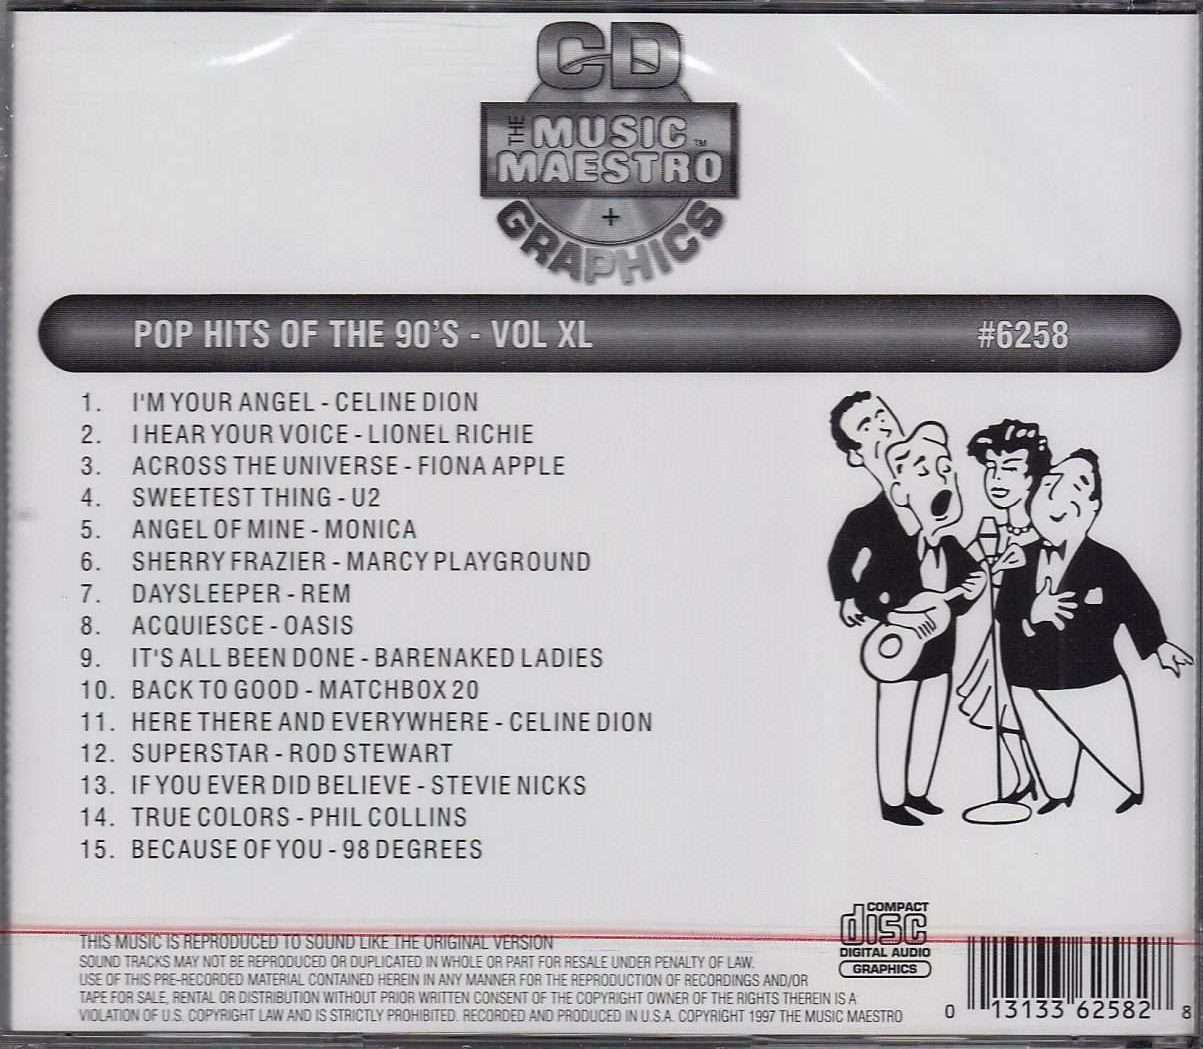 CD
THE MUSIC™
MAESTRO
+
GRAPHICS
POP HITS OF THE 90'S - VOL XL #6258
1. I'M YOUR ANGEL - CELINE DION
2. I HEAR YOUR VOICE - LIONEL RICHIE
3. ACROSS THE UNIVERSE - FIONA APPLE
4. SWEETEST THING - U2
5. ANGEL OF MINE - MONICA
6. SHERRY FRAZIER - MARCY PLAYGROUND
7. DAYSLEEPER - REM
8. ACQUIESCE - OASIS
9. IT'S ALL BEEN DONE - BARENAKED LADIES
10. BACK TO GOOD - MATCHBOX 20
11. HERE THERE AND EVERYWHERE - CELINE DION
12. SUPERSTAR - ROD STEWART
13. IF YOU EVER DID BELIEVE - STEVIE NICKS
14. TRUE COLORS - PHIL COLLINS
15. BECAUSE OF YOU - 98 DEGREES
THIS MUSIC IS REPRODUCED TO SOUND LIKE THE ORIGINAL VERSION
SOUND TRACKS MAY NOT BE REPRODUCED OR DUPLICATED IN WHOLE OR PART FOR RESALE UNDER PENALTY OF LAW.
USE OF THIS PRE-RECORDED MATERIAL CONTAINED HEREIN IN ANY MANNER FOR THE REPRODUCTION OF RECORDINGS AND/OR
TAPE FOR SALE, RENTAL OR DISTRIBUTION WITHOUT PRIOR WRITTEN CONSENT OF THE COPYRIGHT OWNER OF THE RIGHTS THEREIN IS A
VIOLATION OF U.S. COPYRIGHT LAW AND IS STRICTLY PROHIBITED. RECORDED AND PRODUCED IN U.S.A. COPYRIGHT 1997 THE MUSIC MAESTRO
COMPACT
disc
DIGITAL AUDIO
GRAPHICS
0 13133 62582 8